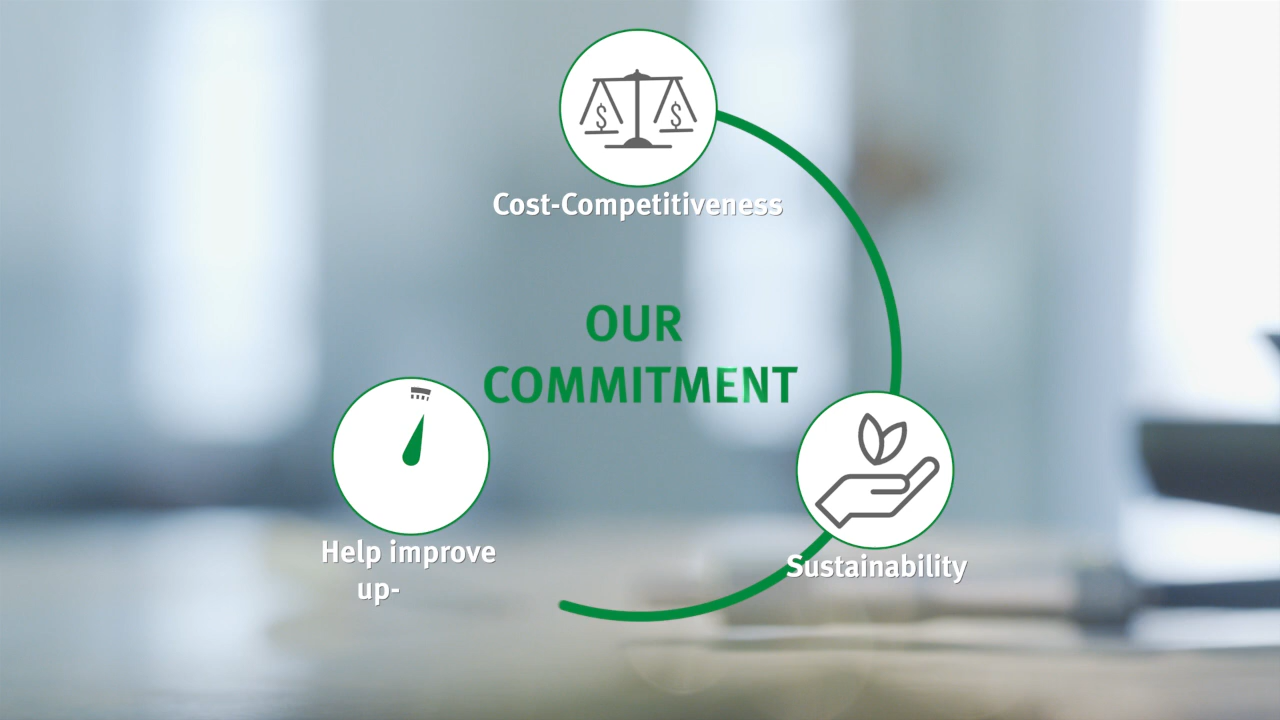 $ $
Cost-Competitiveness
OUR
COMMITMENT
Help improve
up-
Sustainability